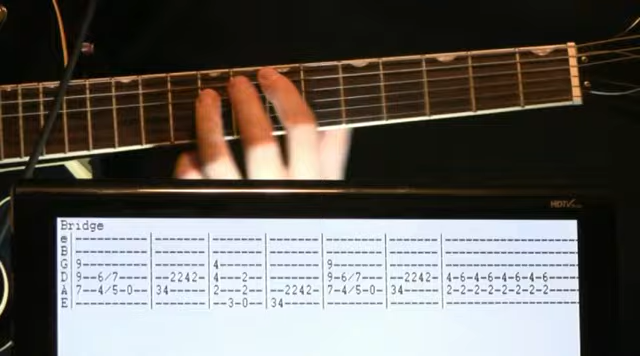 HDTV
Bridge
e|--------|--------|--------|--------|--------|--------|------------------
B|--------|--------|--------|--------|--------|--------|------------------
G|9-------|--------|4-------|--------|9-------|--------|------------------
D|9--6/7--|--2242--|4---2---|--------|9--6/7--|--2242--|4-6-4-6-4-6-4-6---
A|7--4/5-0-|34------|2---2---|--2242--|7--4/5-0-|34------|2-2-2-2-2-2-2-2---
E|--------|--------|--3-0---|34------|--------|--------|------------------